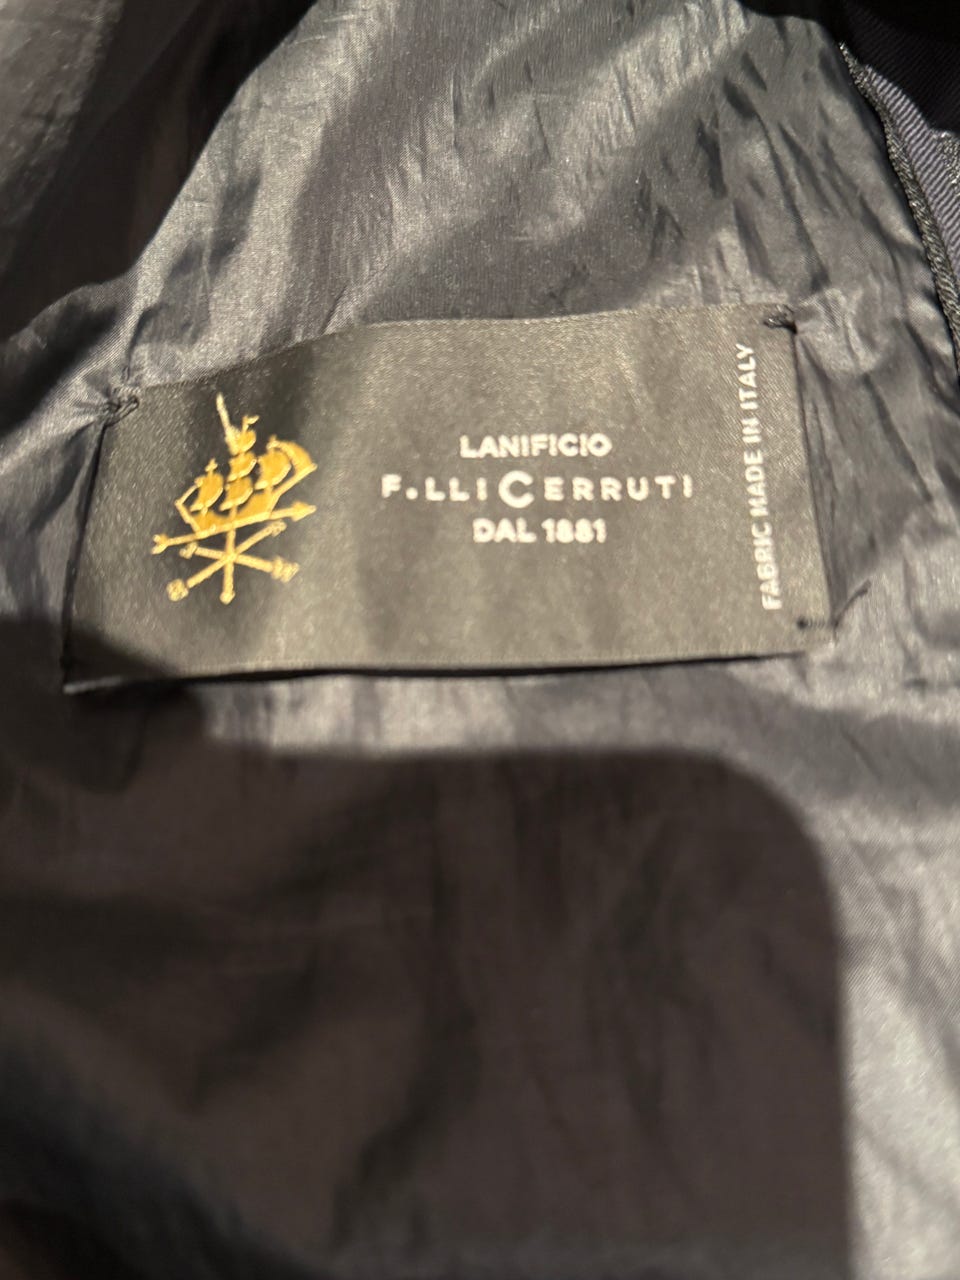 LANIFICIO
F.LLI CERRUTI
DAL 1881
FABRIC MADE IN ITALY